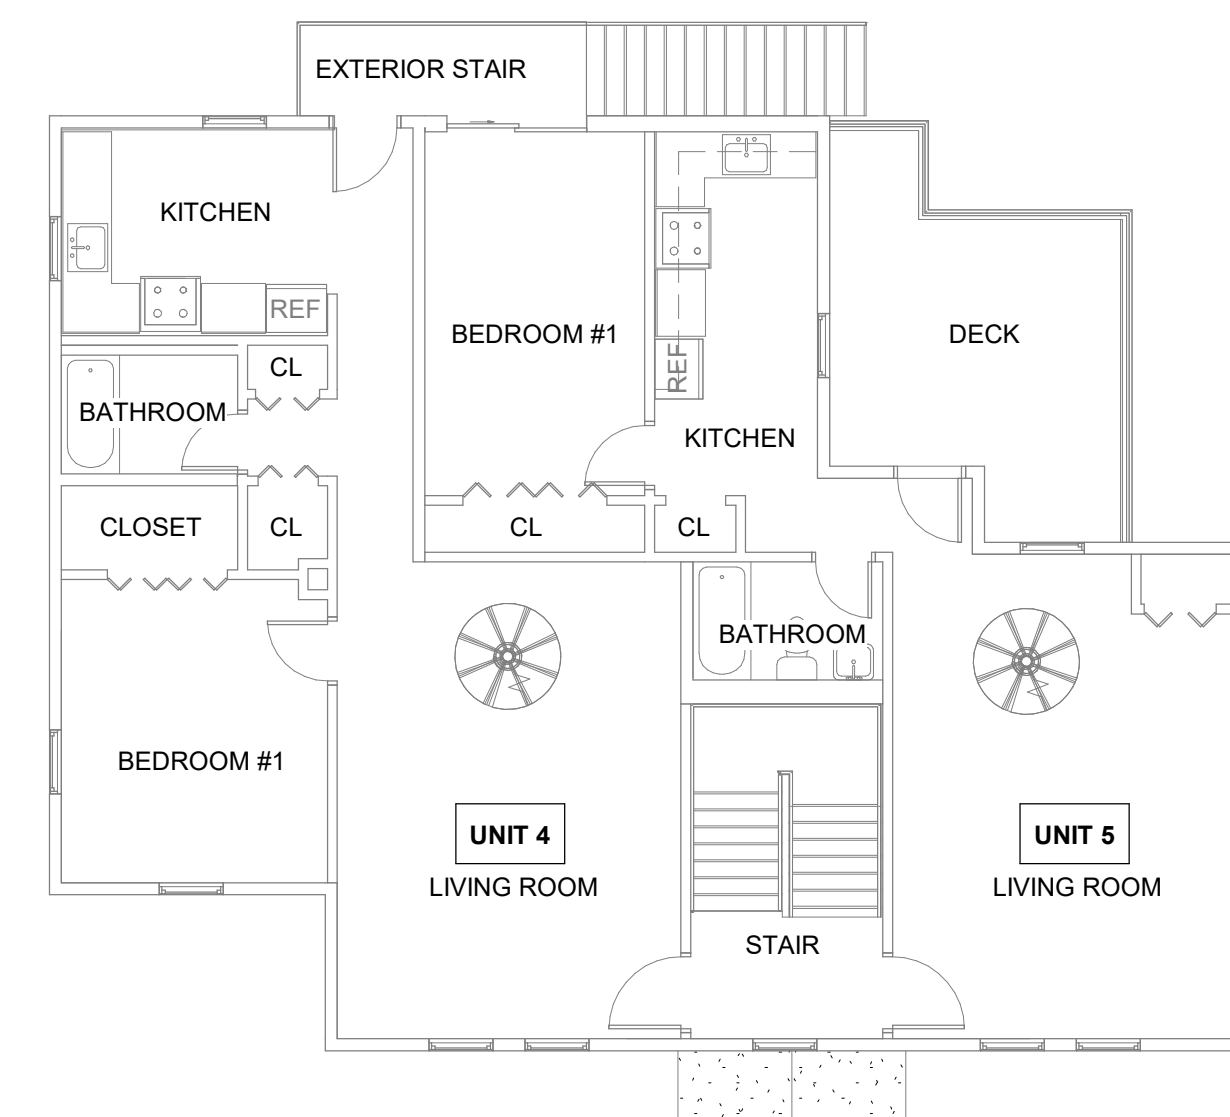 EXTERIOR STAIR
KITCHEN
REF
BEDROOM #1
DECK
CL
REF
BATHROOM
KITCHEN
CLOSET
CL
CL
CL
BATHROOM
BEDROOM #1
UNIT 4
LIVING ROOM
UNIT 5
LIVING ROOM
STAIR